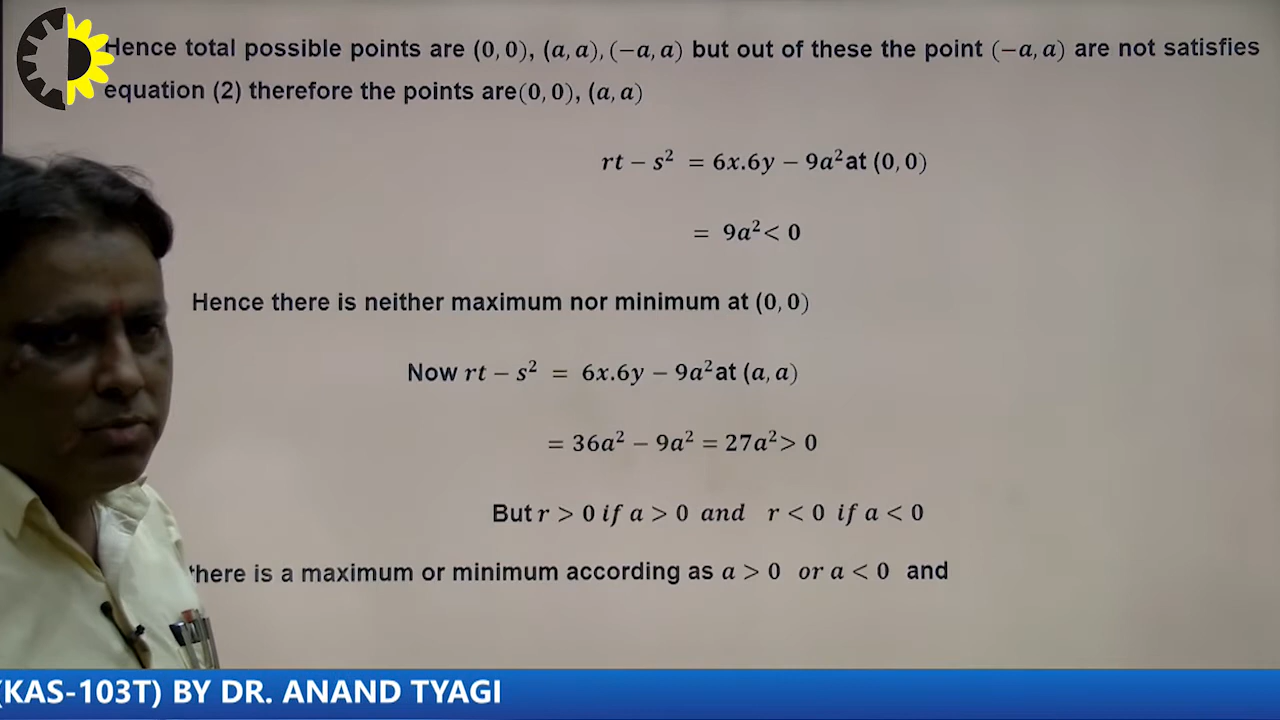 Hence total possible points are (0, 0), (a, a), (−a, a) but out of these the point (−a, a) are not satisfies
equation (2) therefore the points are(0, 0), (a, a)
rt − s² = 6x.6y − 9a²at (0, 0)
= 9a²< 0
Hence there is neither maximum nor minimum at (0, 0)
Now rt − s² = 6x.6y − 9a²at (a, a)
= 36a² − 9a² = 27a²> 0
But r > 0 if a > 0 and r < 0 if a < 0
there is a maximum or minimum according as a > 0 or a < 0 and
(KAS-103T) BY DR. ANAND TYAGI